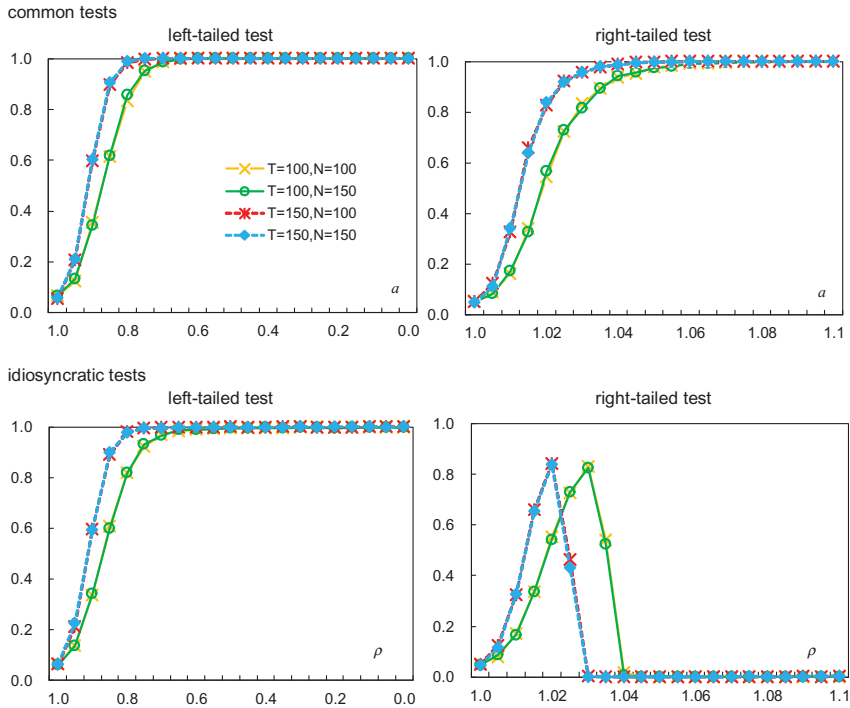 common tests
left-tailed test
right-tailed test
1.0
0.8
0.6
0.4
0.2
0.0
T=100,N=100
T=100,N=150
T=150,N=100
T=150,N=150
a
1.0 0.8 0.6 0.4 0.2 0.0
1.0
0.8
0.6
0.4
0.2
0.0
a
1.0 1.02 1.04 1.06 1.08 1.1
idiosyncratic tests
left-tailed test
right-tailed test
1.0
0.8
0.6
0.4
0.2
0.0
ρ
1.0 0.8 0.6 0.4 0.2 0.0
1.0
0.8
0.6
0.4
0.2
0.0
ρ
1.0 1.02 1.04 1.06 1.08 1.1